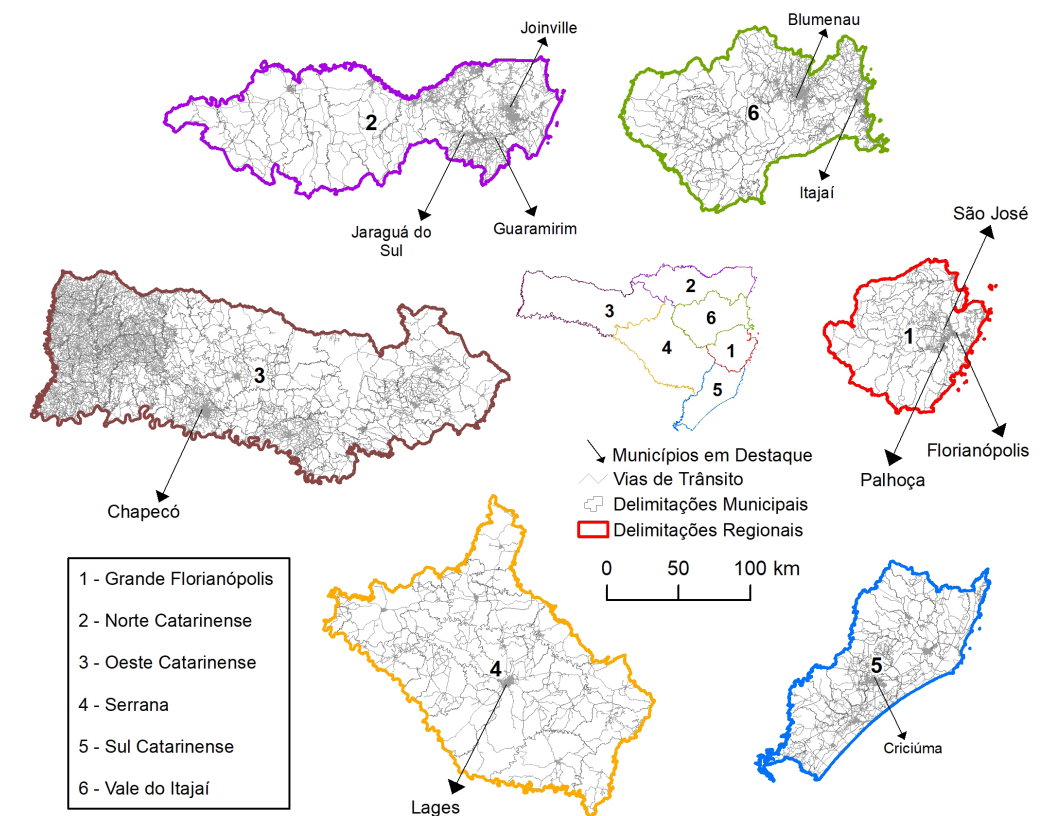 Joinville
Blumenau
2
6
Itajaí
Jaraguá do
Sul
Guaramirim
São José
2
3
6
4
1
5
1
3
Florianópolis
Palhoça
Chapecó
Municípios em Destaque
Vias de Trânsito
Delimitações Municipais
Delimitações Regionais
0 50 100 km
1 - Grande Florianópolis
2 - Norte Catarinense
3 - Oeste Catarinense
4 - Serrana
5 - Sul Catarinense
6 - Vale do Itajaí
4
5
Criciúma
Lages